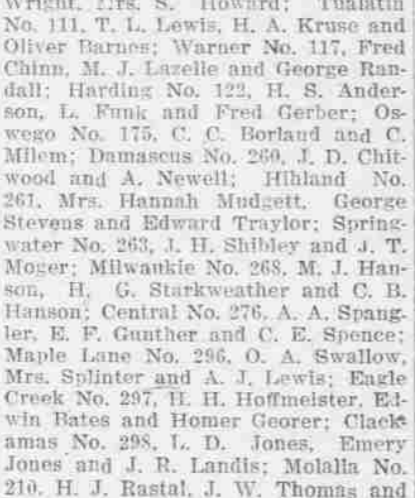 Wright, Mrs. S. Howard; Tualatin
No. 111, T. L. Lewis, H. A. Kruse and
Oliver Barnes; Warner No. 117, Fred
Chinn, M. J. Lazelle and George Ran-
dall; Harding No. 122, H. S. Ander-
son, L. Funk and Fred Gerber; Os-
wego No. 175, C. C. Borland and C.
Milem; Damascus No. 260, J. D. Chit-
wood and A. Newell; Hihland No.
261, Mrs. Hannah Mudgett, George
Stevens and Edward Traylor; Spring-
water No. 263, J. H. Shibley and J. T.
Moger; Milwaukie No. 268, M. J. Han-
son, H. G. Starkweather and C. B.
Hanson; Central No. 276, A. A. Spang-
ler, E. F. Gunther and C. E. Spence;
Maple Lane No. 296, O. A. Swallow,
Mrs. Splinter and A. J. Lewis; Eagle
Creek No. 297, H. H. Hoffmeister, Ed-
win Bates and Homer Georer; Clack-
amas No. 298, L. D. Jones, Emery
Jones and J. R. Landis; Molalla No.
210, H. J. Rastal, J. W. Thomas and